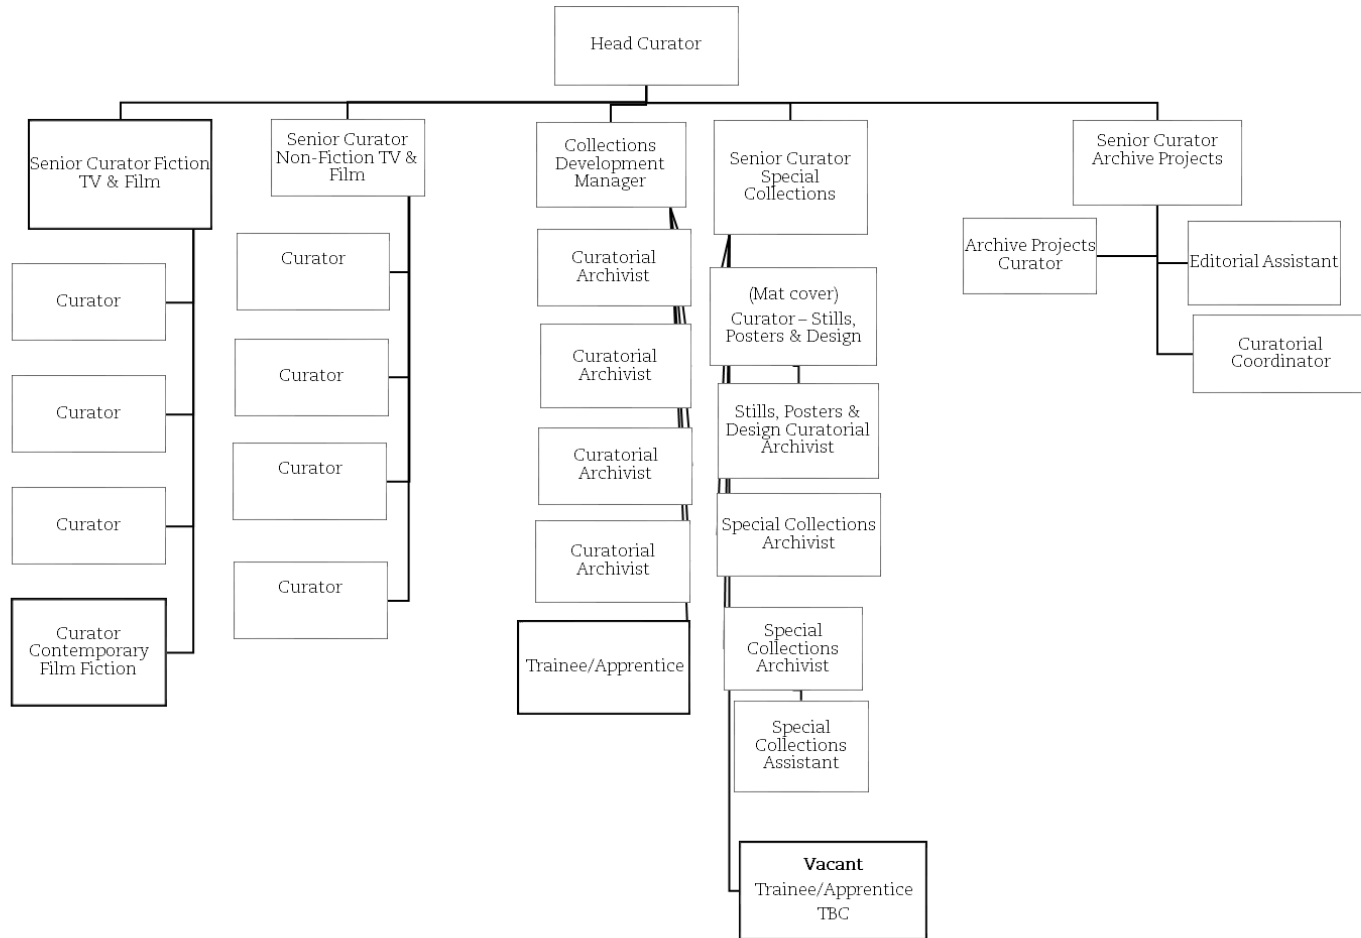 Head Curator
Senior Curator Fiction
TV & Film
Curator
Curator
Curator
Curator
Contemporary
Film Fiction
Senior Curator
Non-Fiction TV &
Film
Curator
Curator
Curator
Curator
Collections
Development
Manager
Curatorial
Archivist
Curatorial
Archivist
Curatorial
Archivist
Curatorial
Archivist
Trainee/Apprentice
Senior Curator
Special
Collections
(Mat cover)
Curator – Stills,
Posters & Design
Stills, Posters &
Design Curatorial
Archivist
Special Collections
Archivist
Special
Collections
Archivist
Special
Collections
Assistant
Vacant
Trainee/Apprentice
TBC
Senior Curator
Archive Projects
Archive Projects
Curator
Editorial Assistant
Curatorial
Coordinator